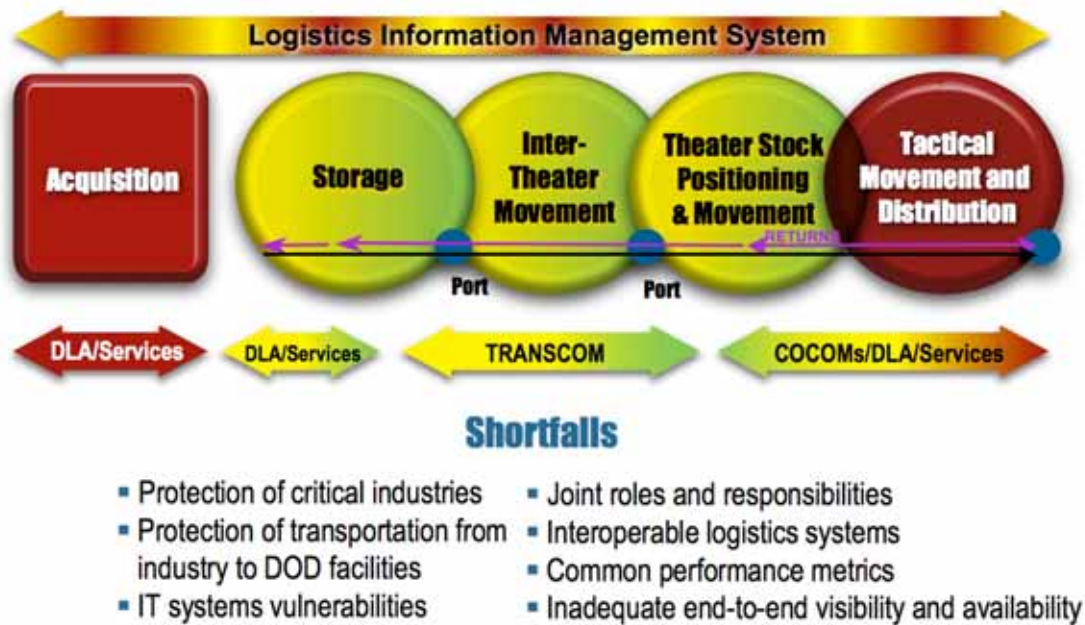 Logistics Information Management System
Acquisition
Storage
Inter-
Theater
Movement
Theater Stock
Positioning
& Movement
Tactical
Movement and
Distribution
RETURNS
Port
Port
DLA/Services
DLA/Services
TRANSCOM
COCOMs/DLA/Services
Shortfalls
▪ Protection of critical industries
▪ Protection of transportation from
industry to DOD facilities
▪ IT systems vulnerabilities
▪ Joint roles and responsibilities
▪ Interoperable logistics systems
▪ Common performance metrics
▪ Inadequate end-to-end visibility and availability